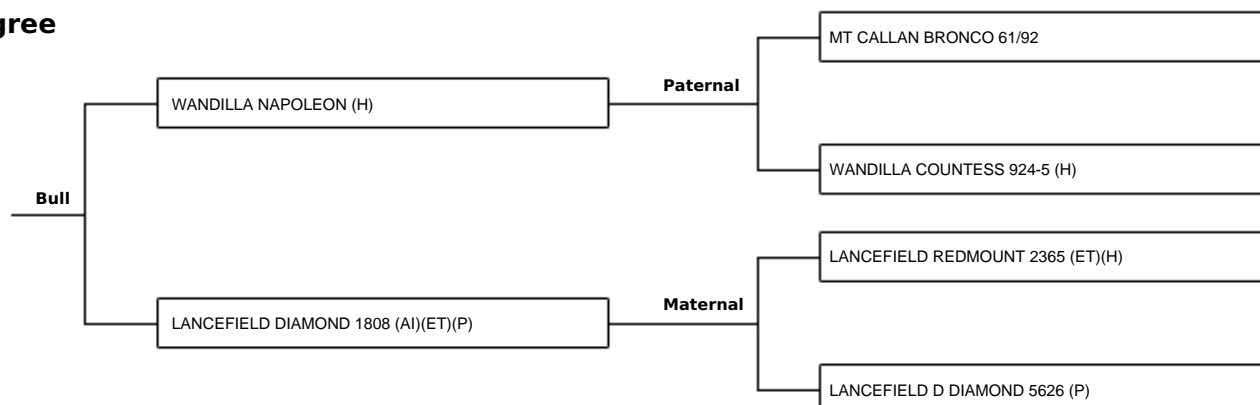 gree
MT CALLAN BRONCO 61/92
Paternal
WANDILLA NAPOLEON (H)
WANDILLA COUNTESS 924-5 (H)
Bull
LANCEFIELD REDMOUNT 2365 (ET)(H)
Maternal
LANCEFIELD DIAMOND 1808 (AI)(ET)(P)
LANCEFIELD D DIAMOND 5626 (P)